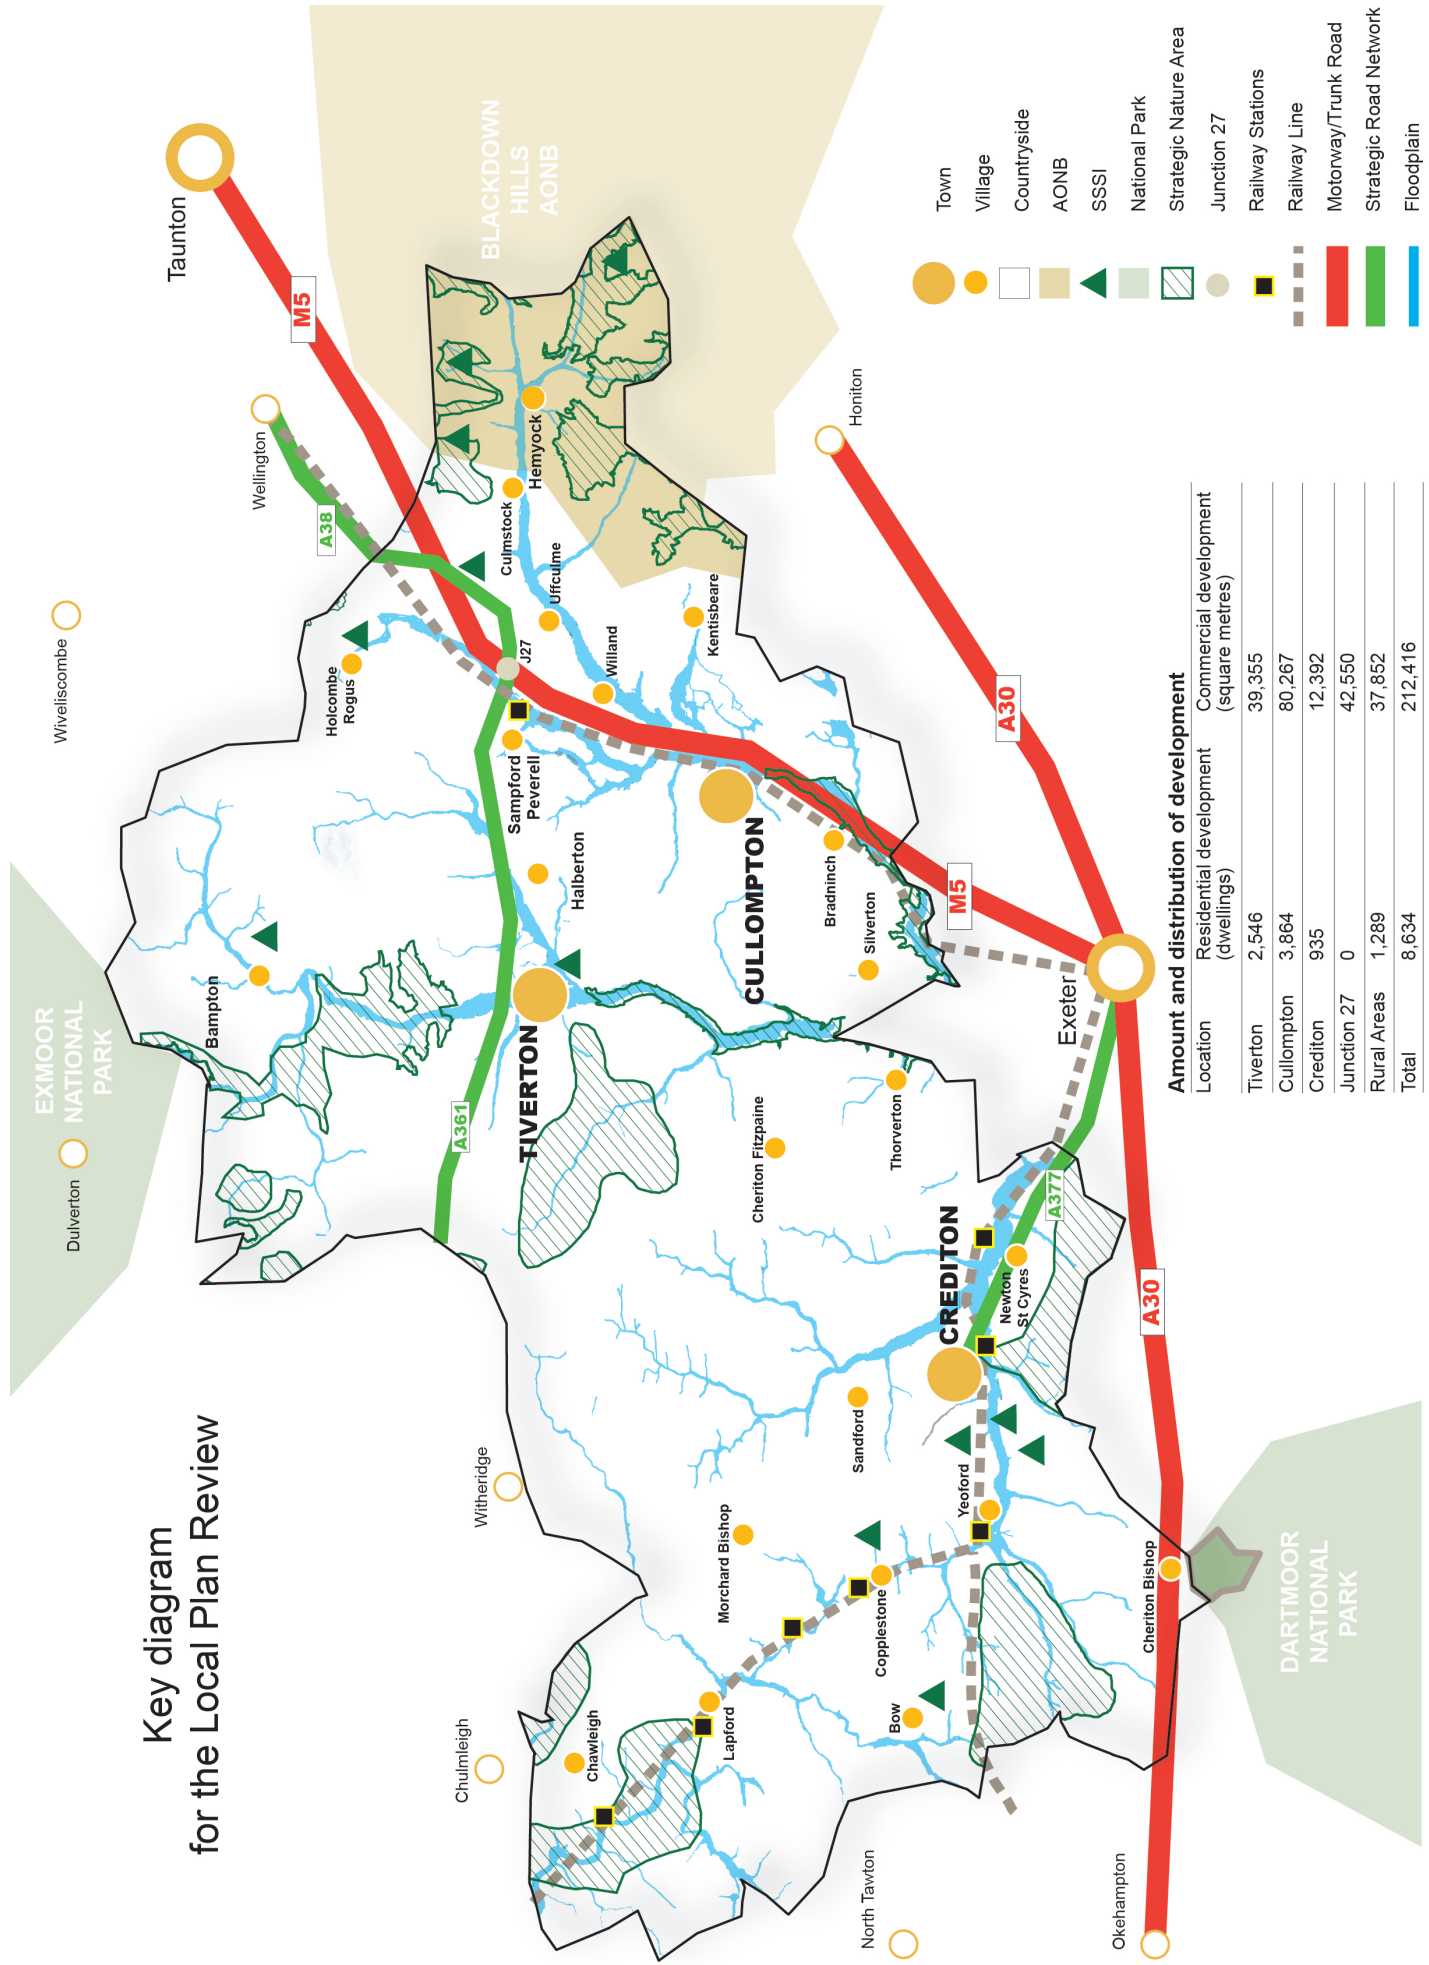 Key diagram
for the Local Plan Review
EXMOOR
NATIONAL
PARK
Dulverton
Wiveliscombe
Wellington
Taunton
M5
A38
BLACKDOWN
HILLS
AONB
Chulmleigh
Witheridge
Bampton
Holcombe
Rogus
A361
Sampford
Peverell
J27
Culmstock
Hemyock
Uffculme
Willand
Kentisbeare
Halberton
TIVERTON
CULLOMPTON
Bradninch
Silverton
Honiton
Chawleigh
Lapford
Morchard Bishop
Cheriton Fitzpaine
Thorverton
Sandford
CREDITON
Copplestone
Bow
Yeoford
Newton
St Cyres
A377
Exeter
M5
A30
North Tawton
Okehampton
Cheriton Bishop
A30
DARTMOOR
NATIONAL
PARK
Town
Village
Countryside
AONB
SSSI
National Park
Strategic Nature Area
Junction 27
Railway Stations
Railway Line
Motorway/Trunk Road
Strategic Road Network
Floodplain
Amount and distribution of development
Location Residential development Commercial development
(dwellings) (square metres)
Tiverton 2,546 39,355
Cullompton 3,864 80,267
Crediton 935 12,392
Junction 27 0 42,550
Rural Areas 1,289 37,852
Total 8,634 212,416